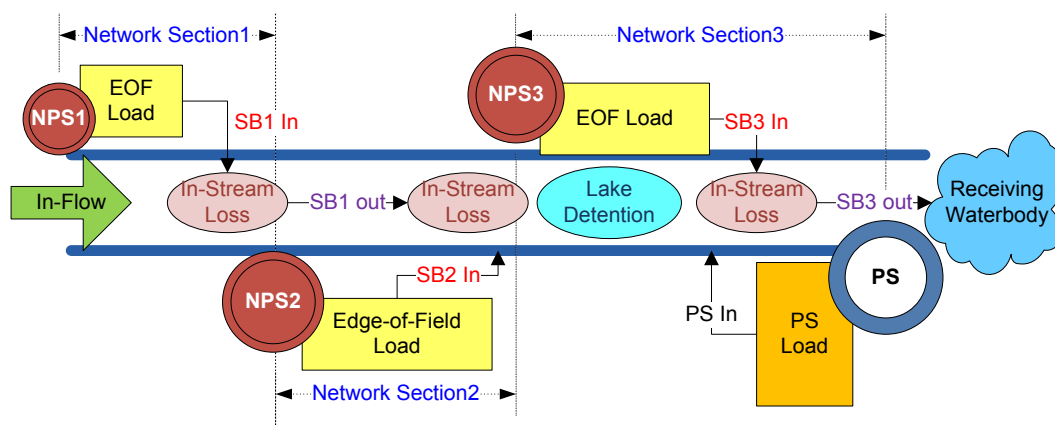 Network Section1
Network Section3
NPS1
EOF
Load
NPS3
EOF Load
SB1 In
SB3 In
In-Flow
In-Stream
Loss
SB1 out
In-Stream
Loss
Lake
Detention
In-Stream
Loss
SB3 out
Receiving
Waterbody
NPS2
SB2 In
Edge-of-Field
Load
PS In
PS
Load
PS
Network Section2